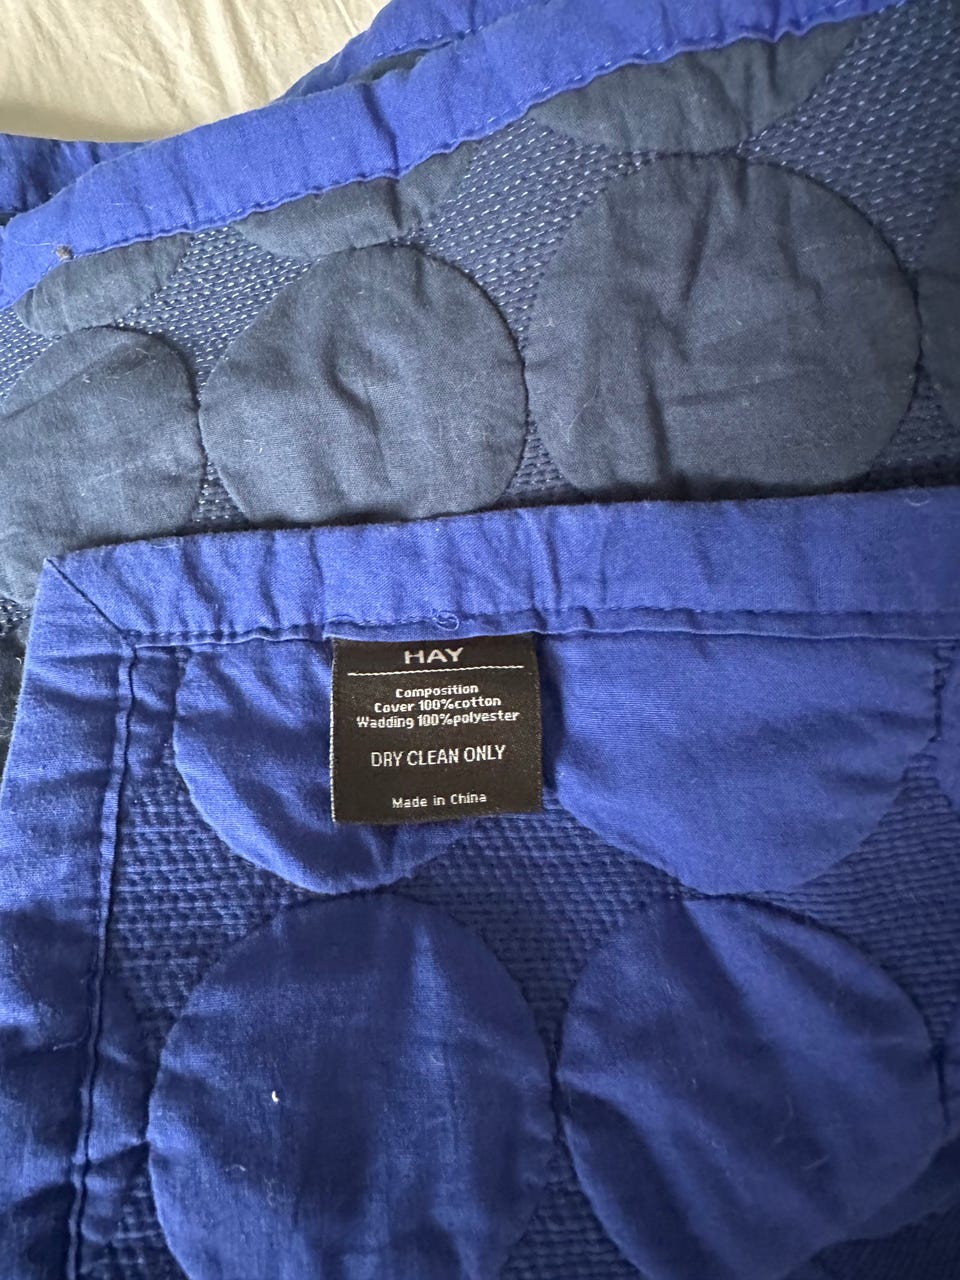 HAY
Composition
Cover 100%cotton
Wadding 100%polyester
DRY CLEAN ONLY
Made in China